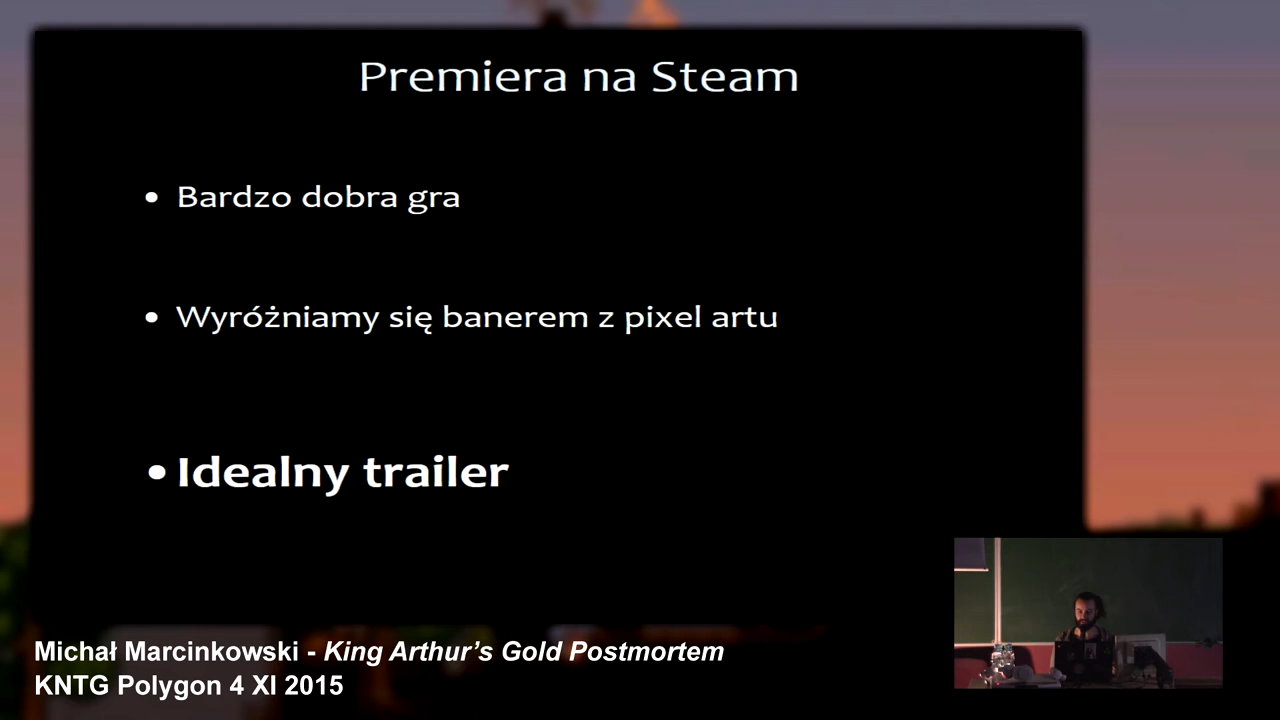 Premiera na Steam
• Bardzo dobra gra
• Wyróżniamy się banerem z pixel artu
• Idealny trailer
Michał Marcinkowski - King Arthur's Gold Postmortem
KNTG Polygon 4 XI 2015